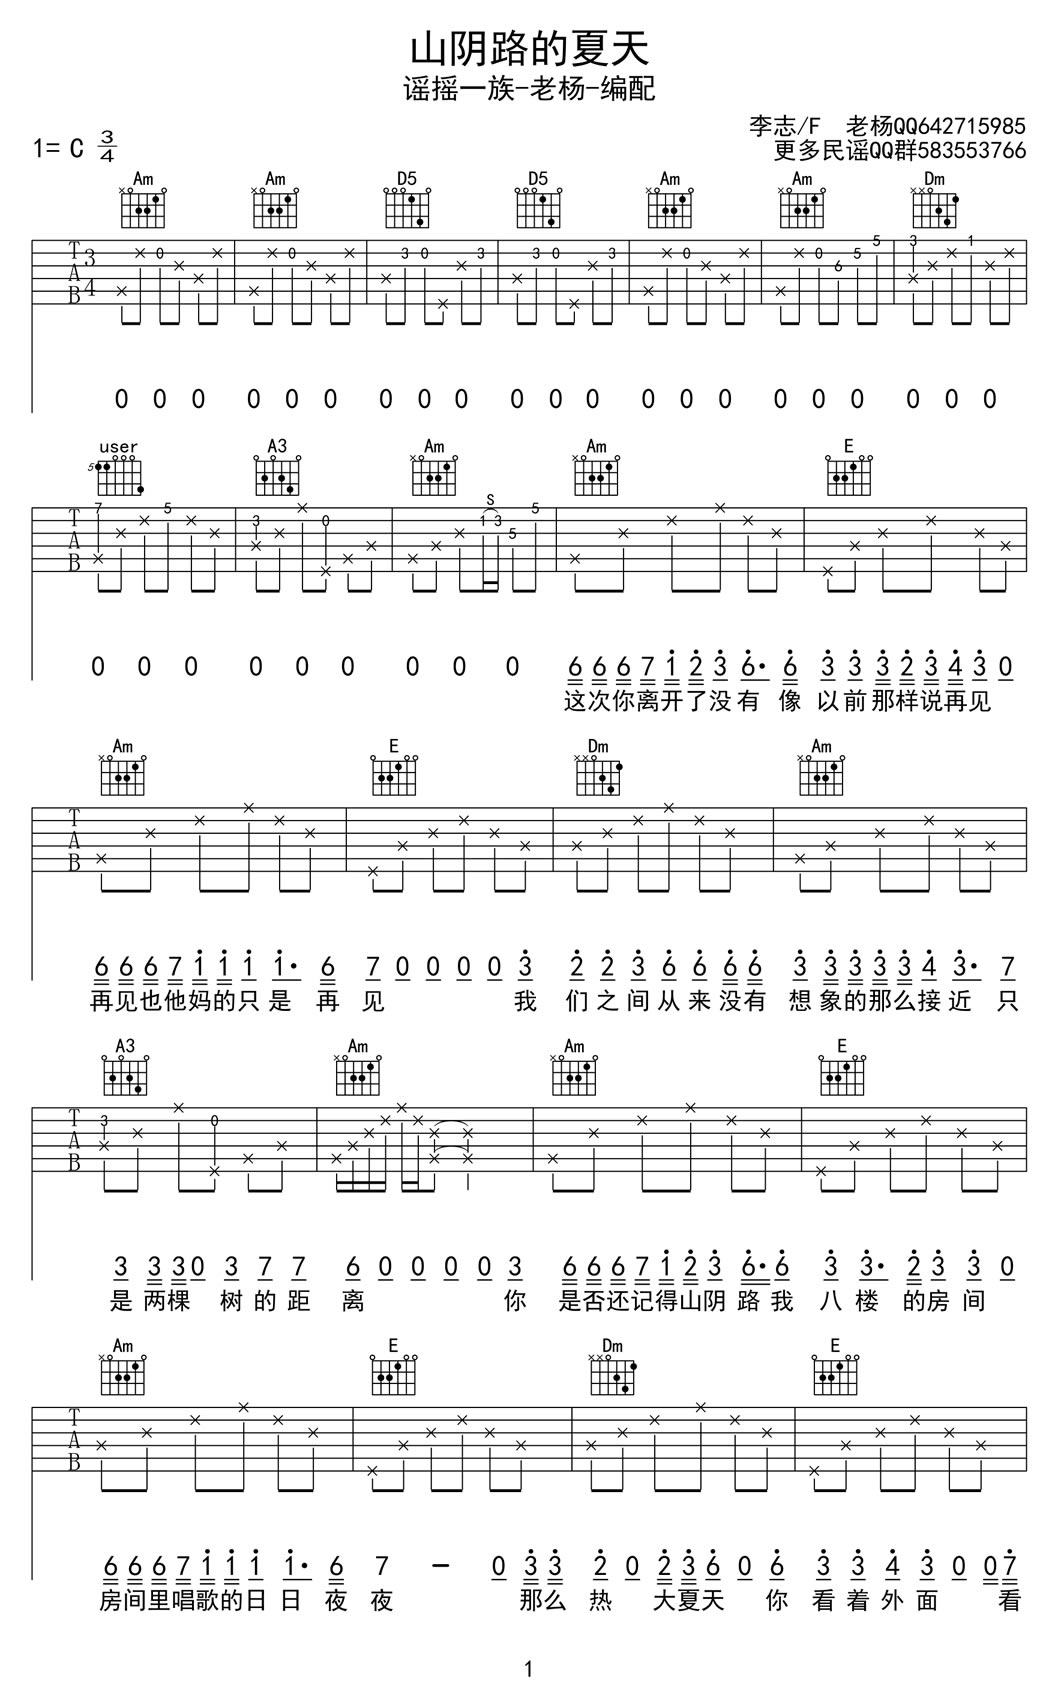 山阴路的夏天
谣摇一族-老杨-编配
李志/F 老杨QQ642715985
1= C 3/4 更多民谣QQ群583553766
Am Am D5 D5 Am Am Dm
T A B 3 4 0 0 3 0 3 3 0 3 0 0 6 5 5 3 1
0 0 0 0 0 0 0 0 0 0 0 0 0 0 0 0 0 0 0 0 0
user A3 Am Am E
5
S
T A B 7 5 3 0 1 3 5 5
0 0 0 0 0 0 0 0 0 6 6 6 7 1 2 3 6· 6 3 3 3 2 3 4 3 0
这次你离开了没有 像 以前那样说再见
Am E Dm Am
T A B
6 6 6 7 1 1 1 1· 6 7 0 0 0 0 3 2 2 3 6 6 6 6 3 3 3 3 3 4 3· 7
再见也他妈的只是 再 见 我 们之间从来没有 想象的那么接近 只
A3 Am Am E
T A B 3 0
3 3 3 0 3 7 7 6 0 0 0 0 3 6 6 6 7 1 2 3 6· 6 3 3· 2 3 3 0
是 两棵 树 的 距 离 你 是否还记得山阴 路我 八 楼 的房 间
Am E Dm E
T A B
6 6 6 7 1 1 1 1· 6 7 — 0 3 3 2 0 2 3 6 0 6 3 3 4 3 0 0 7
房间里唱歌的日 日 夜 夜 那么 热 大夏天 你 看 着 外 面 看
1